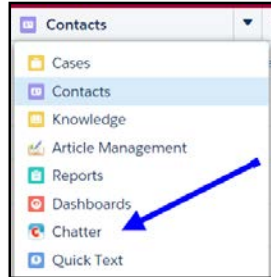 Contacts
Cases
Contacts
Knowledge
Article Management
Reports
Dashboards
Chatter
Quick Text